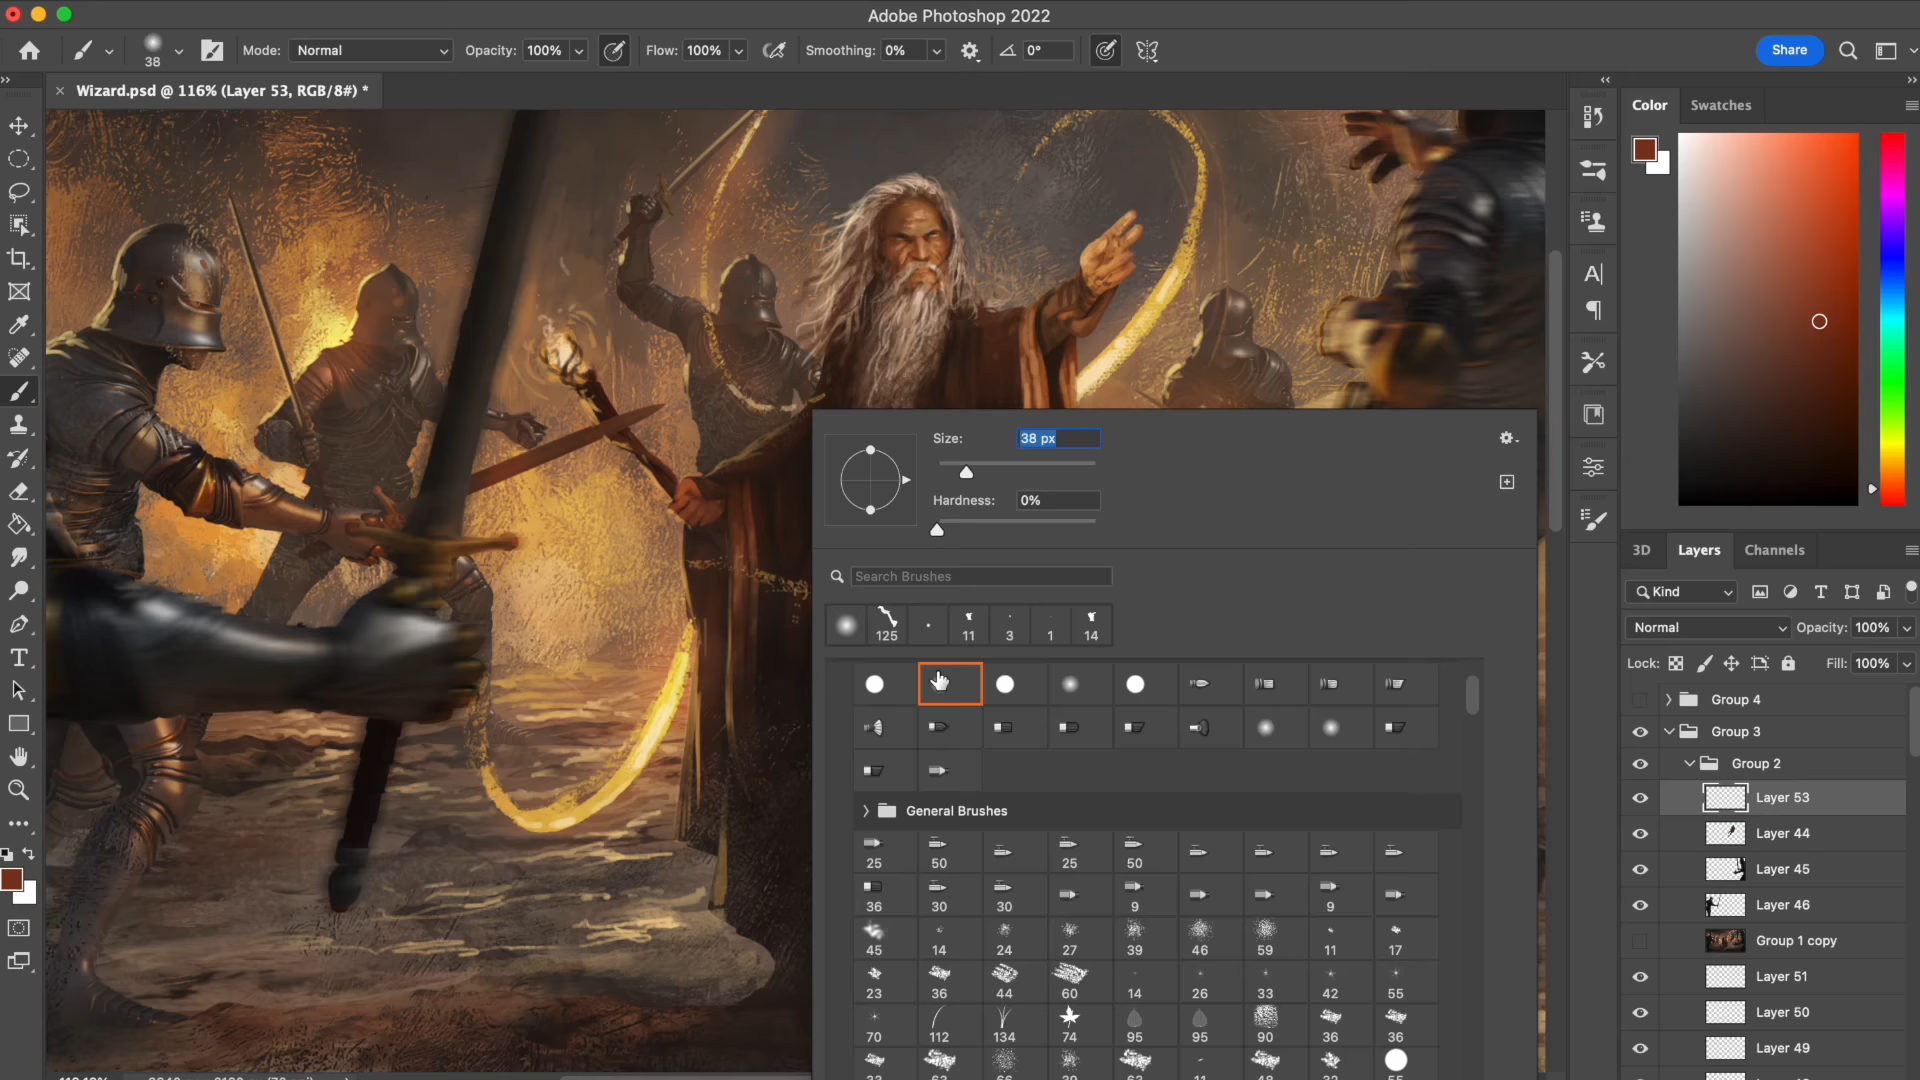 Adobe Photoshop 2022
38
Mode: Normal
Opacity: 100%
Flow: 100%
Smoothing: 0%
0°
Share
Wizard.psd @ 116% (Layer 53, RGB/8#) *
Color Swatches
Size: 38 px
Hardness: 0%
Search Brushes
125 11 3 1 14
General Brushes
25 50 25 50
36 30 30 9 9
45 14 24 27 39 46 59 11 17
23 36 44 60 14 26 33 42 55
70 112 134 74 95 95 90 36 36
3D Layers Channels
Kind
Normal Opacity: 100%
Lock: Fill: 100%
Group 4
Group 3
Group 2
Layer 53
Layer 44
Layer 45
Layer 46
Group 1 copy
Layer 51
Layer 50
Layer 49